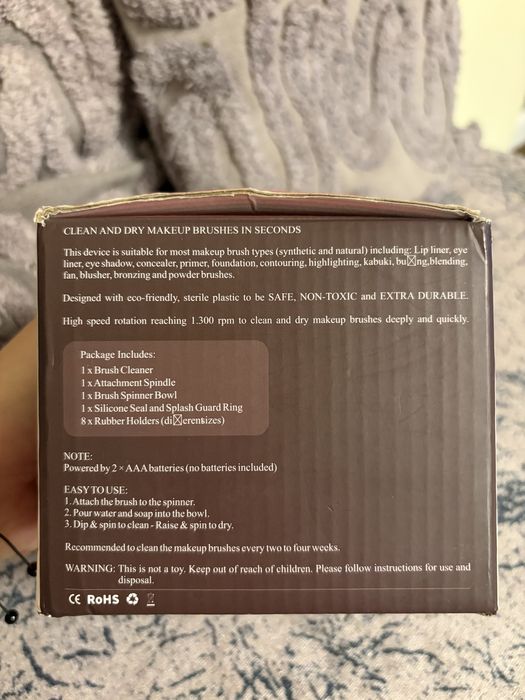 CLEAN AND DRY MAKEUP BRUSHES IN SECONDS
This device is suitable for most makeup brush types (synthetic and natural) including: Lip liner, eye
liner, eye shadow, concealer, primer, foundation, contouring, highlighting, kabuki, bu☒ng,blending,
fan, blusher, bronzing and powder brushes.
Designed with eco-friendly, sterile plastic to be SAFE, NON-TOXIC and EXTRA DURABLE.
High speed rotation reaching 1.300 rpm to clean and dry makeup brushes deeply and quickly.
Package Includes:
1 x Brush Cleaner
1 x Attachment Spindle
1 x Brush Spinner Bowl
1 x Silicone Seal and Splash Guard Ring
8 x Rubber Holders (di☒erentsizes)
NOTE:
Powered by 2 × AAA batteries (no batteries included)
EASY TO USE:
1. Attach the brush to the spinner.
2. Pour water and soap into the bowl.
3. Dip & spin to clean - Raise & spin to dry.
Recommended to clean the makeup brushes every two to four weeks.
WARNING: This is not a toy. Keep out of reach of children. Please follow instructions for use and
disposal.
CE RoHS